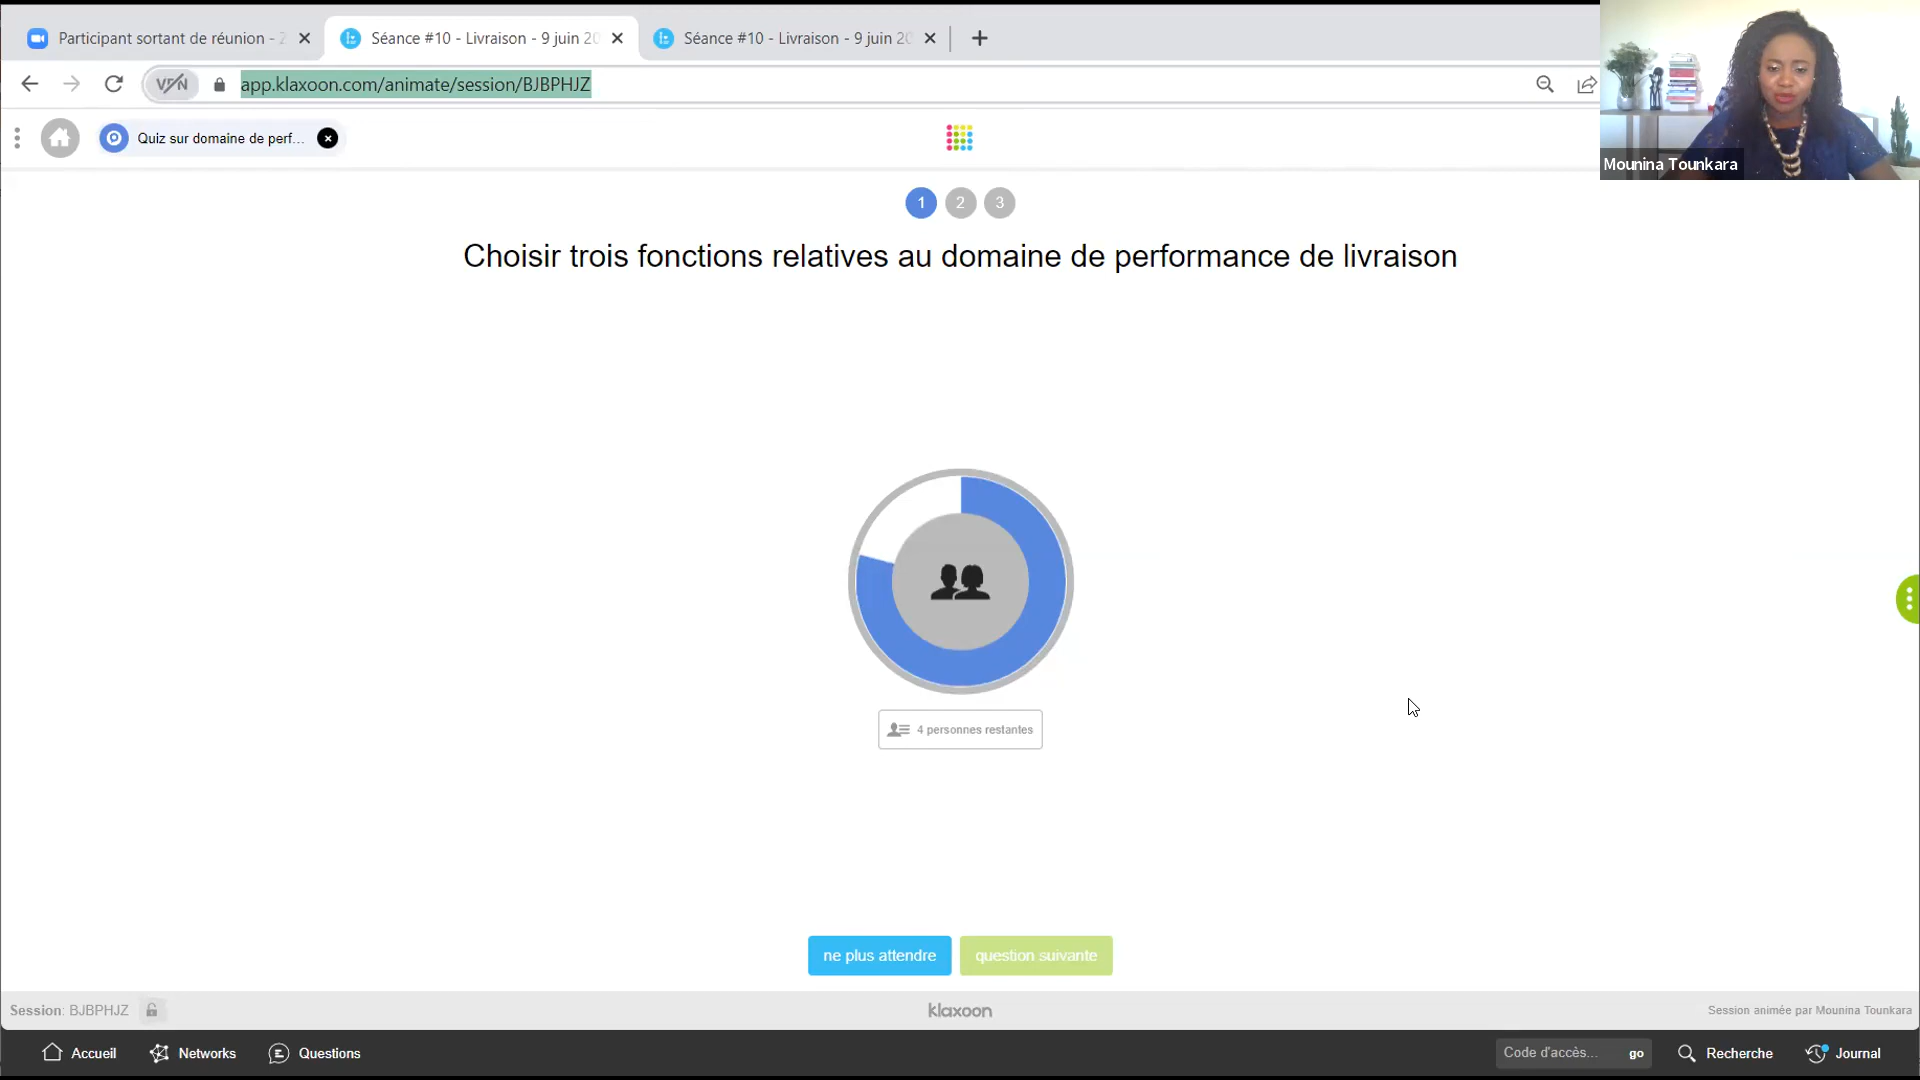 Participant sortant de réunion - Z
Séance #10 - Livraison - 9 juin 20
Séance #10 - Livraison - 9 juin 20
VPN
app.klaxoon.com/animate/session/BJBPHJZ
Quiz sur domaine de perf...
Mounina Tounkara
1 2 3
Choisir trois fonctions relatives au domaine de performance de livraison
4 personnes restantes
ne plus attendre
question suivante
Session: BJBPHJZ
klaxoon
Session animée par Mounina Tounkara
Accueil
Networks
Questions
Code d'accès...
go
Recherche
Journal